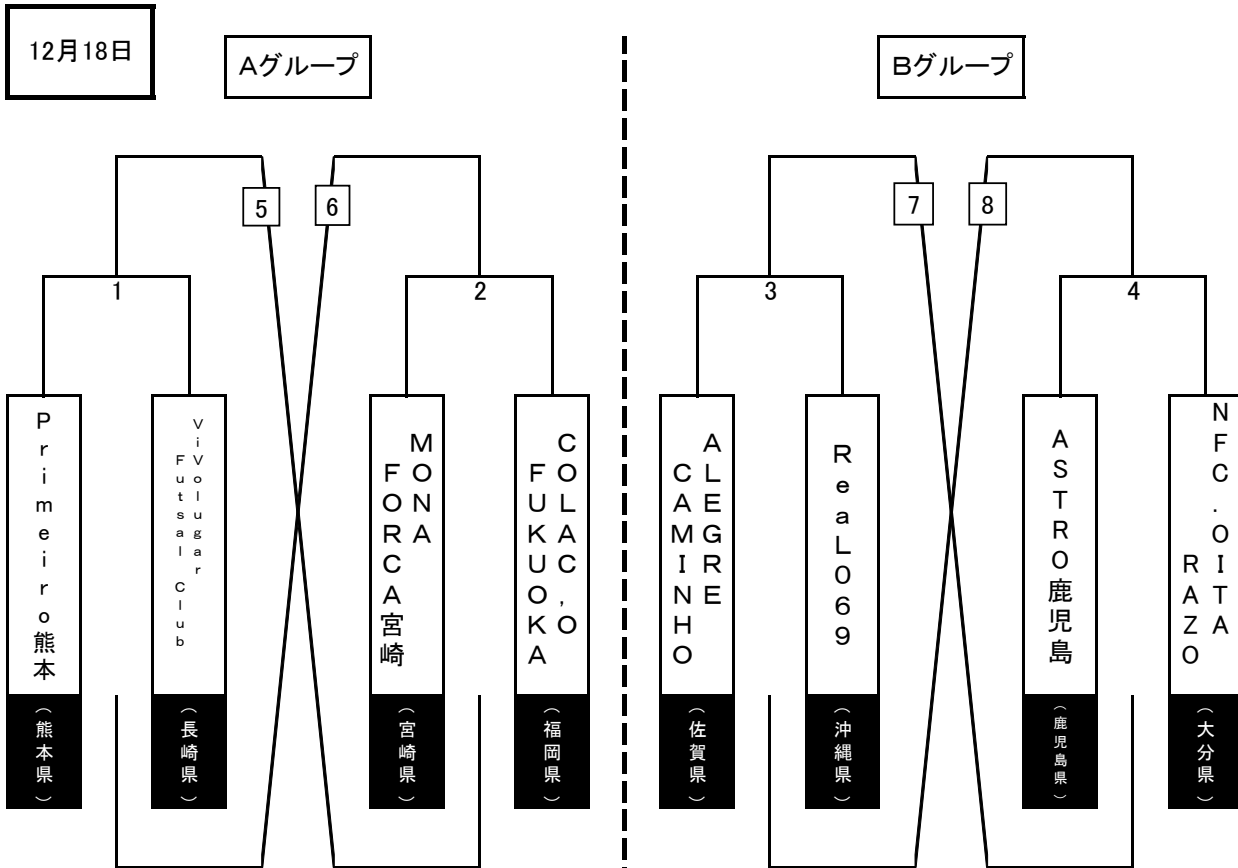 12月18日
Aグループ
Bグループ
5
6
7
8
1
2
3
4
Primeiro熊本
ViVolugar
Futsal Club
MONA
FORCA宮崎
COLAC,O
FUKUOKA
ALEGRE
CAMINHO
ReaL069
ASTRO鹿児島
NFC.OITA
RAZO
(熊本県)
(長崎県)
(宮崎県)
(福岡県)
(佐賀県)
(沖縄県)
(鹿児島県)
(大分県)